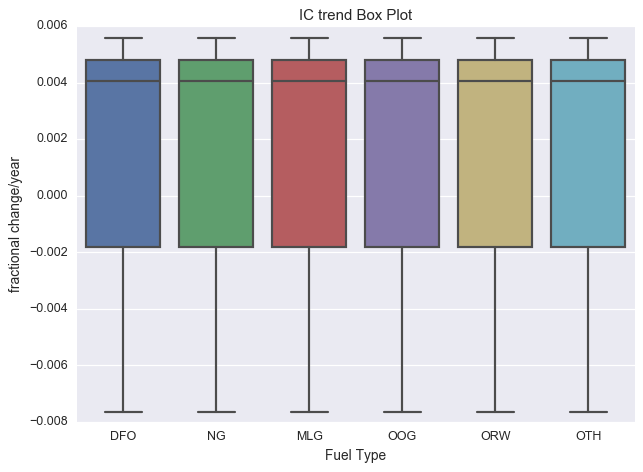 IC trend Box Plot
0.006
0.004
0.002
0.000
−0.002
−0.004
−0.006
−0.008
fractional change/year
DFO NG MLG OOG ORW OTH
Fuel Type